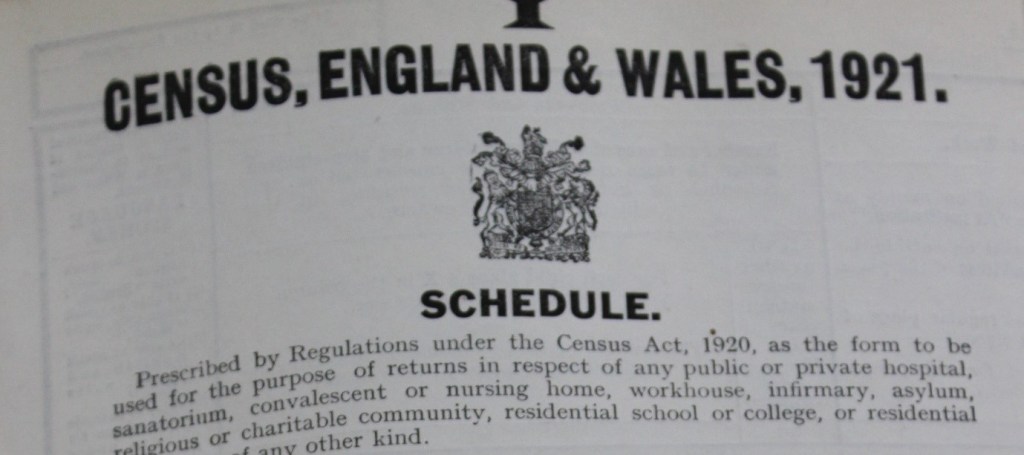 CENSUS, ENGLAND & WALES, 1921.
SCHEDULE.
Prescribed by Regulations under the Census Act, 1920, as the form to be
used for the purpose of returns in respect of any public or private hospital,
sanatorium, convalescent or nursing home, workhouse, infirmary, asylum,
religious or charitable community, residential school or college, or residential
of any other kind.